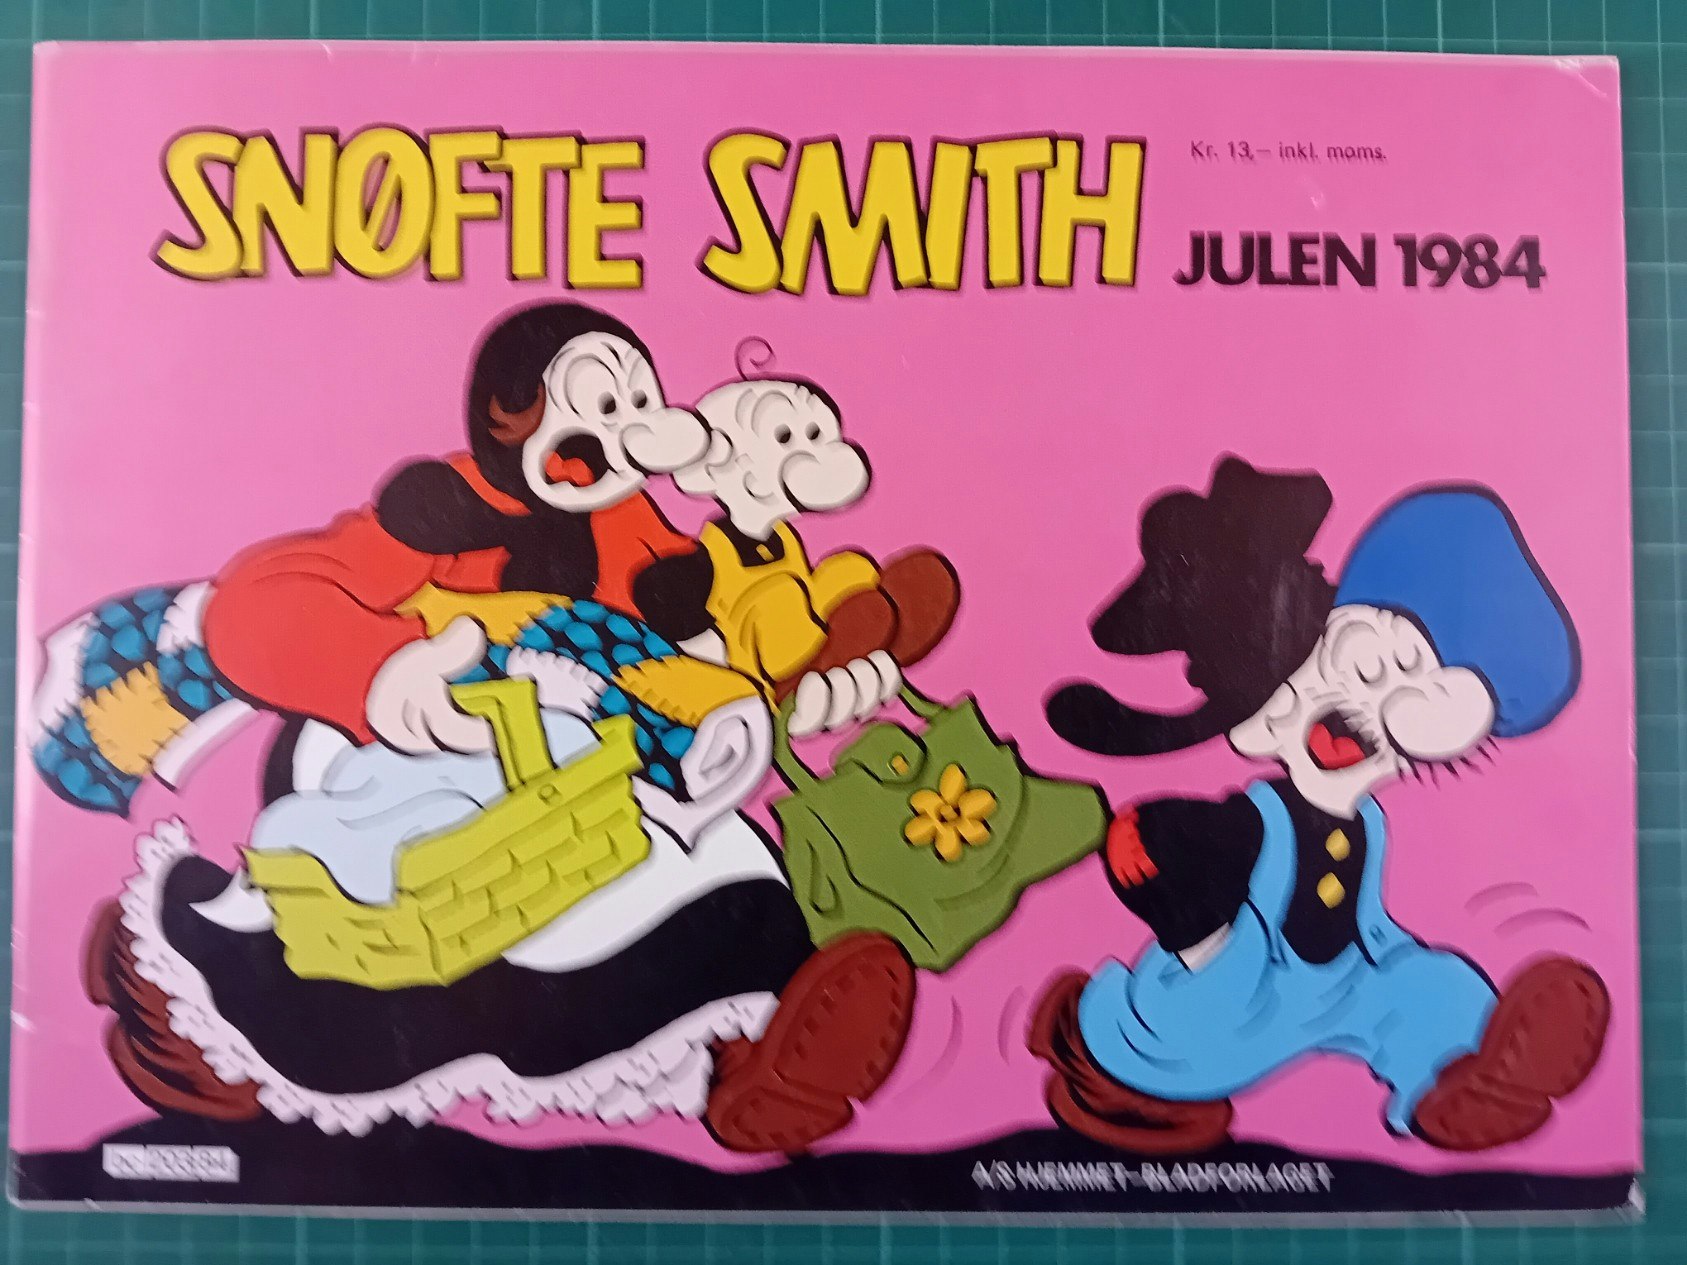 SNØFTE SMITH
Kr. 13,- inkl. moms.
JULEN 1984
A/S HJEMMET-BLADFORLAGET